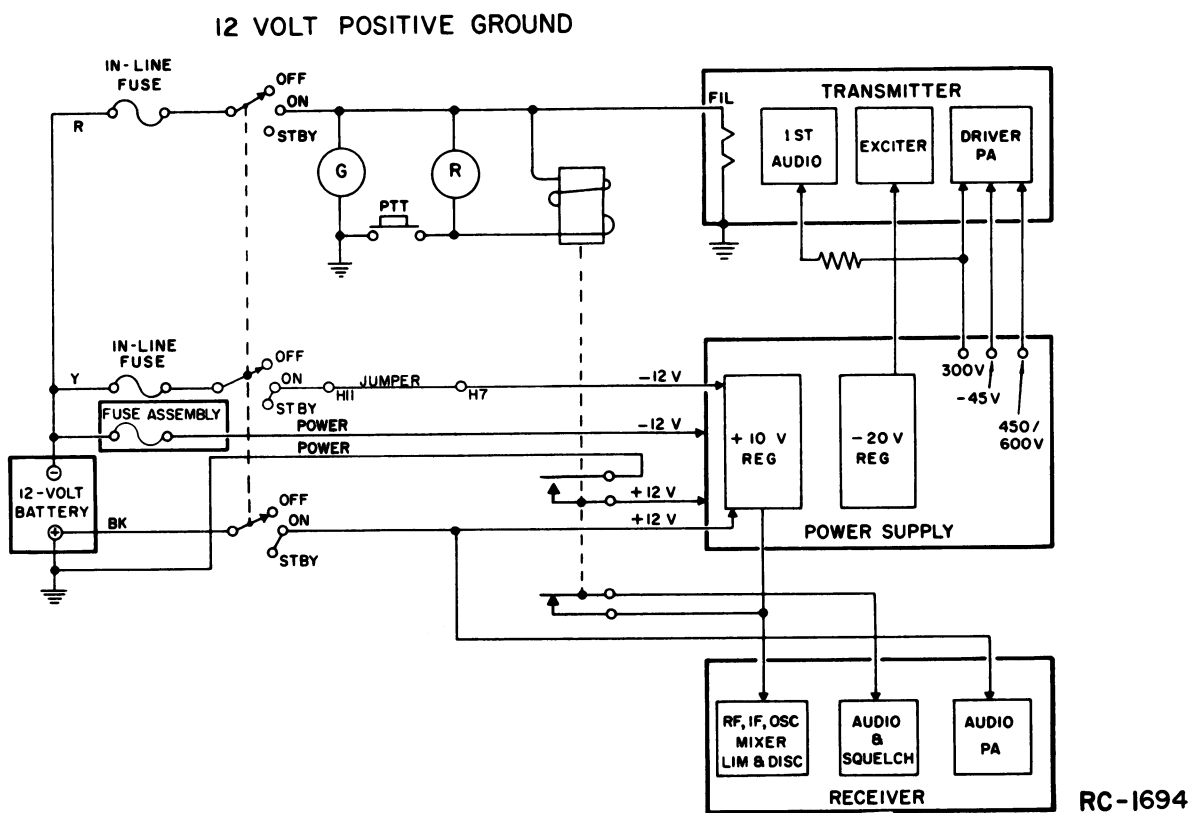 12 VOLT POSITIVE GROUND
IN-LINE
FUSE
OFF
ON
STBY
R
G
R
PTT
FIL
TRANSMITTER
1ST
AUDIO
EXCITER
DRIVER
PA
IN-LINE
FUSE
OFF
ON
STBY
Y
H11
JUMPER
H7
-12 V
FUSE ASSEMBLY
POWER
-12 V
POWER
+12 V
+12 V
12-VOLT
BATTERY
BK
OFF
ON
STBY
300V
-45V
450/
600V
+10 V
REG
-20V
REG
POWER SUPPLY
RF, IF, OSC
MIXER
LIM & DISC
AUDIO
&
SQUELCH
AUDIO
PA
RECEIVER
RC-1694